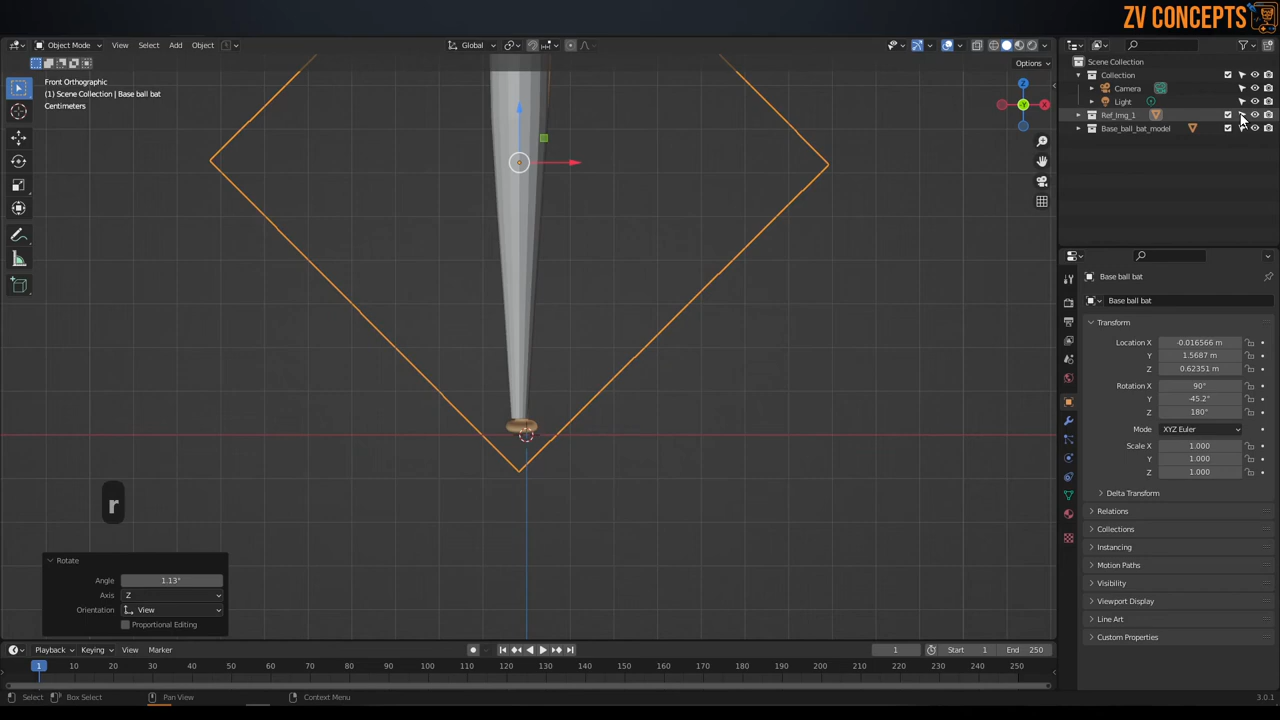 ZV CONCEPTS
Object Mode View Select Add Object Global
Options
Front Orthographic
(1) Scene Collection | Base ball bat
Centimeters
Scene Collection
Collection
Camera
Light
Ref_Img_1
Base_ball_bat_model
Base ball bat
Base ball bat
Transform
Location X -0.016566 m
Y 1.5687 m
Z 0.62351 m
Rotation X 90°
Y -45.2°
Z 180°
Mode XYZ Euler
Scale X 1.000
Y 1.000
Z 1.000
Delta Transform
Relations
Collections
Instancing
Motion Paths
Visibility
Viewport Display
Line Art
Custom Properties
Z
X
-Y
r
Rotate
Angle 1.13°
Axis Z
Orientation View
Proportional Editing
Playback Keying View Marker 1 Start 1 End 250
1 10 20 30 40 50 60 70 80 90 100 110 120 130 140 150 160 170 180 190 200 210 220 230 240 250
Select Box Select Pan View Context Menu 3.0.1